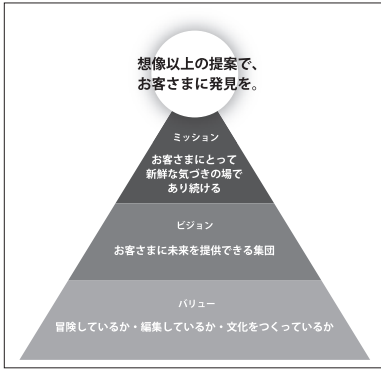 想像以上の提案で、
お客さまに発見を。
ミッション
お客さまにとって
新鮮な気づきの場で
あり続ける
ビジョン
お客さまに未来を提供できる集団
バリュー
冒険しているか・編集しているか・文化をつくっているか